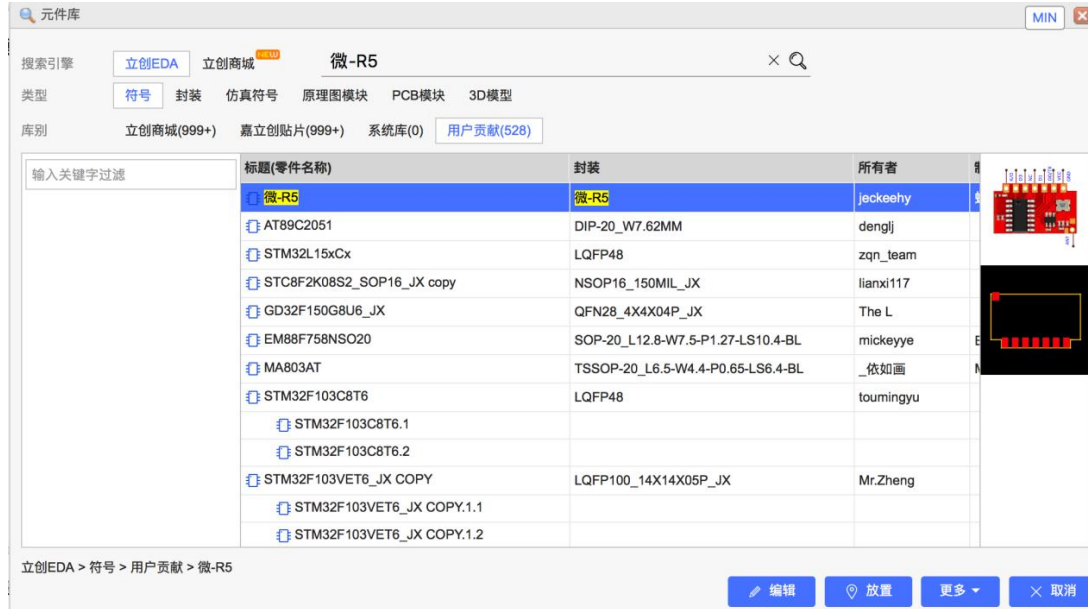 元件库
MIN
搜索引擎 立创EDA 立创商城 NEW 微-R5
类型 符号 封装 仿真符号 原理图模块 PCB模块 3D模型
库别 立创商城(999+) 嘉立创贴片(999+) 系统库(0) 用户贡献(528)
输入关键字过滤
标题(零件名称) 封装 所有者
微-R5 微-R5 jeckeehy
AT89C2051 DIP-20_W7.62MM denglj
STM32L15xCx LQFP48 zqn_team
STC8F2K08S2_SOP16_JX copy NSOP16_150MIL_JX lianxi117
GD32F150G8U6_JX QFN28_4X4X04P_JX The L
EM88F758NSO20 SOP-20_L12.8-W7.5-P1.27-LS10.4-BL mickeyye
MA803AT TSSOP-20_L6.5-W4.4-P0.65-LS6.4-BL _依如画
STM32F103C8T6 LQFP48 toumingyu
STM32F103C8T6.1
STM32F103C8T6.2
STM32F103VET6_JX COPY LQFP100_14X14X05P_JX Mr.Zheng
STM32F103VET6_JX COPY.1.1
STM32F103VET6_JX COPY.1.2
立创EDA > 符号 > 用户贡献 > 微-R5
编辑 放置 更多 取消